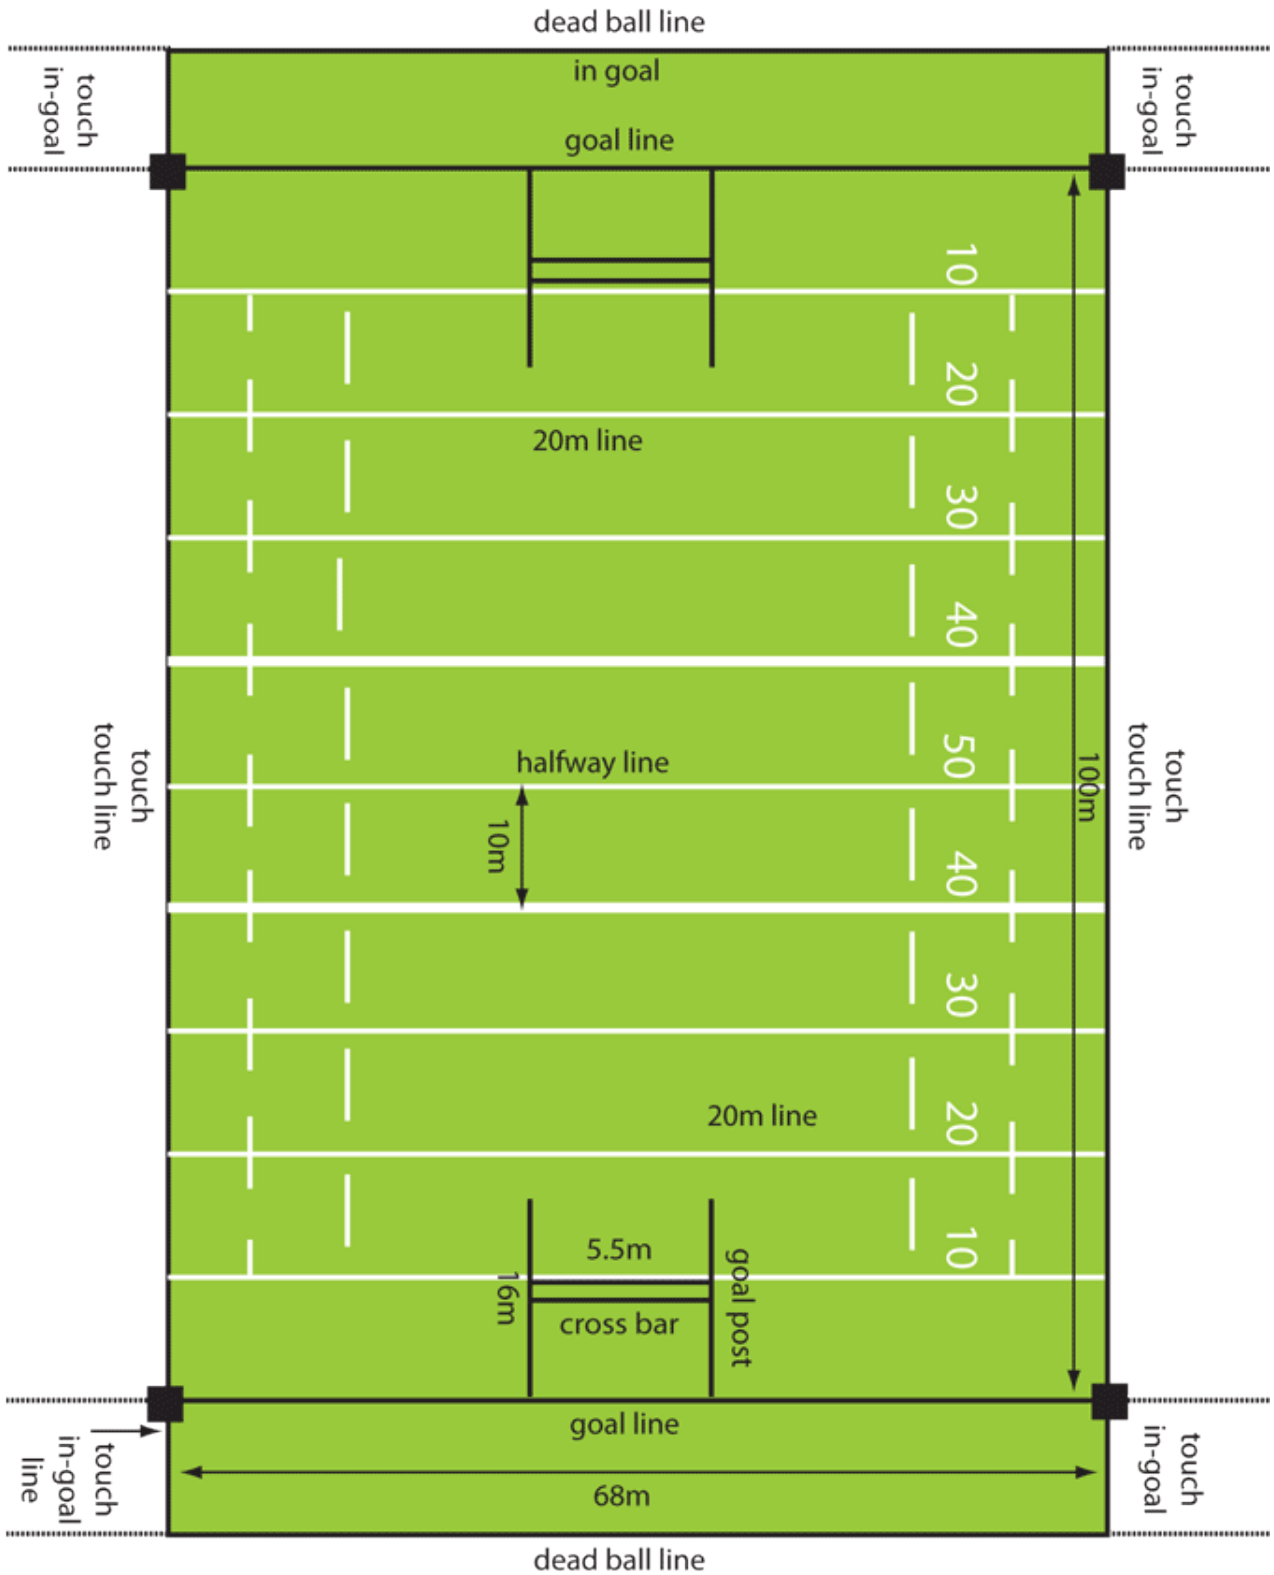 dead ball line
in goal
touch
in-goal
touch
in-goal
goal line
10
20
20m line
30
40
touch
touch line
halfway line
50
100m
touch
touch line
10m
40
30
20m line
20
10
5.5m
16m
goal post
cross bar
goal line
touch
in-goal
line
touch
in-goal
68m
dead ball line